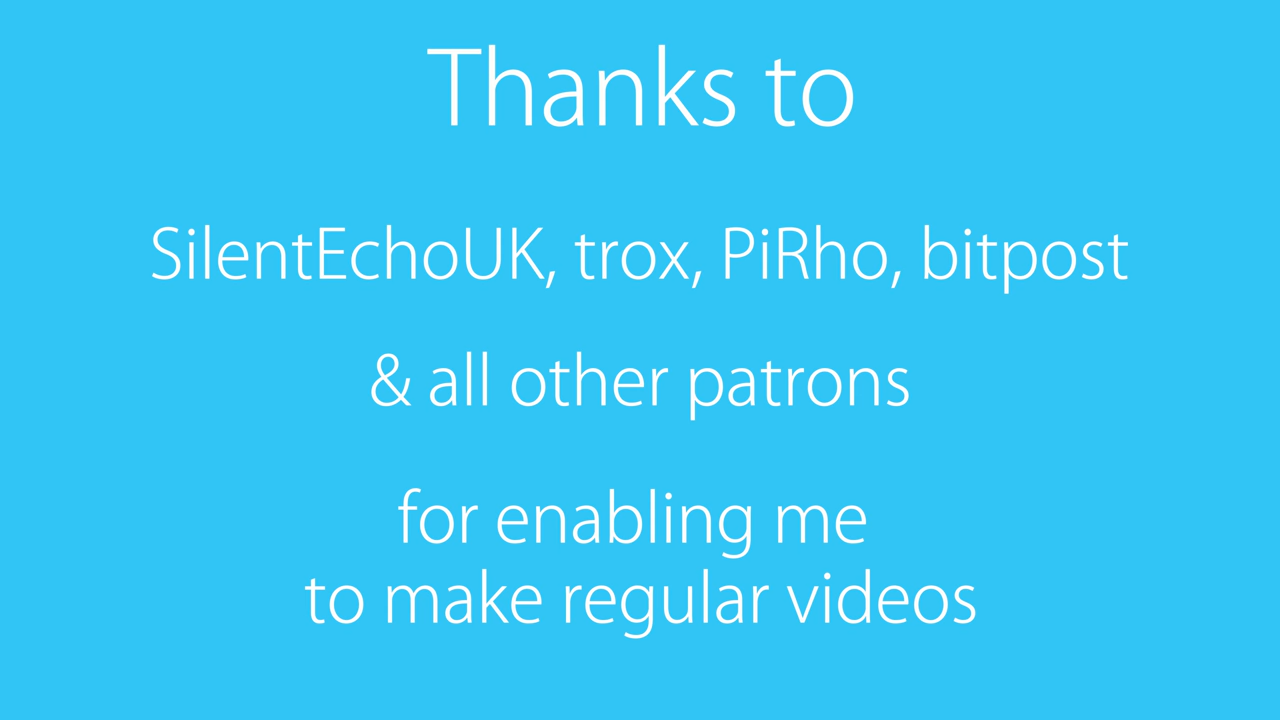 Thanks to
SilentEchoUK, trox, PiRho, bitpost
& all other patrons
for enabling me
to make regular videos